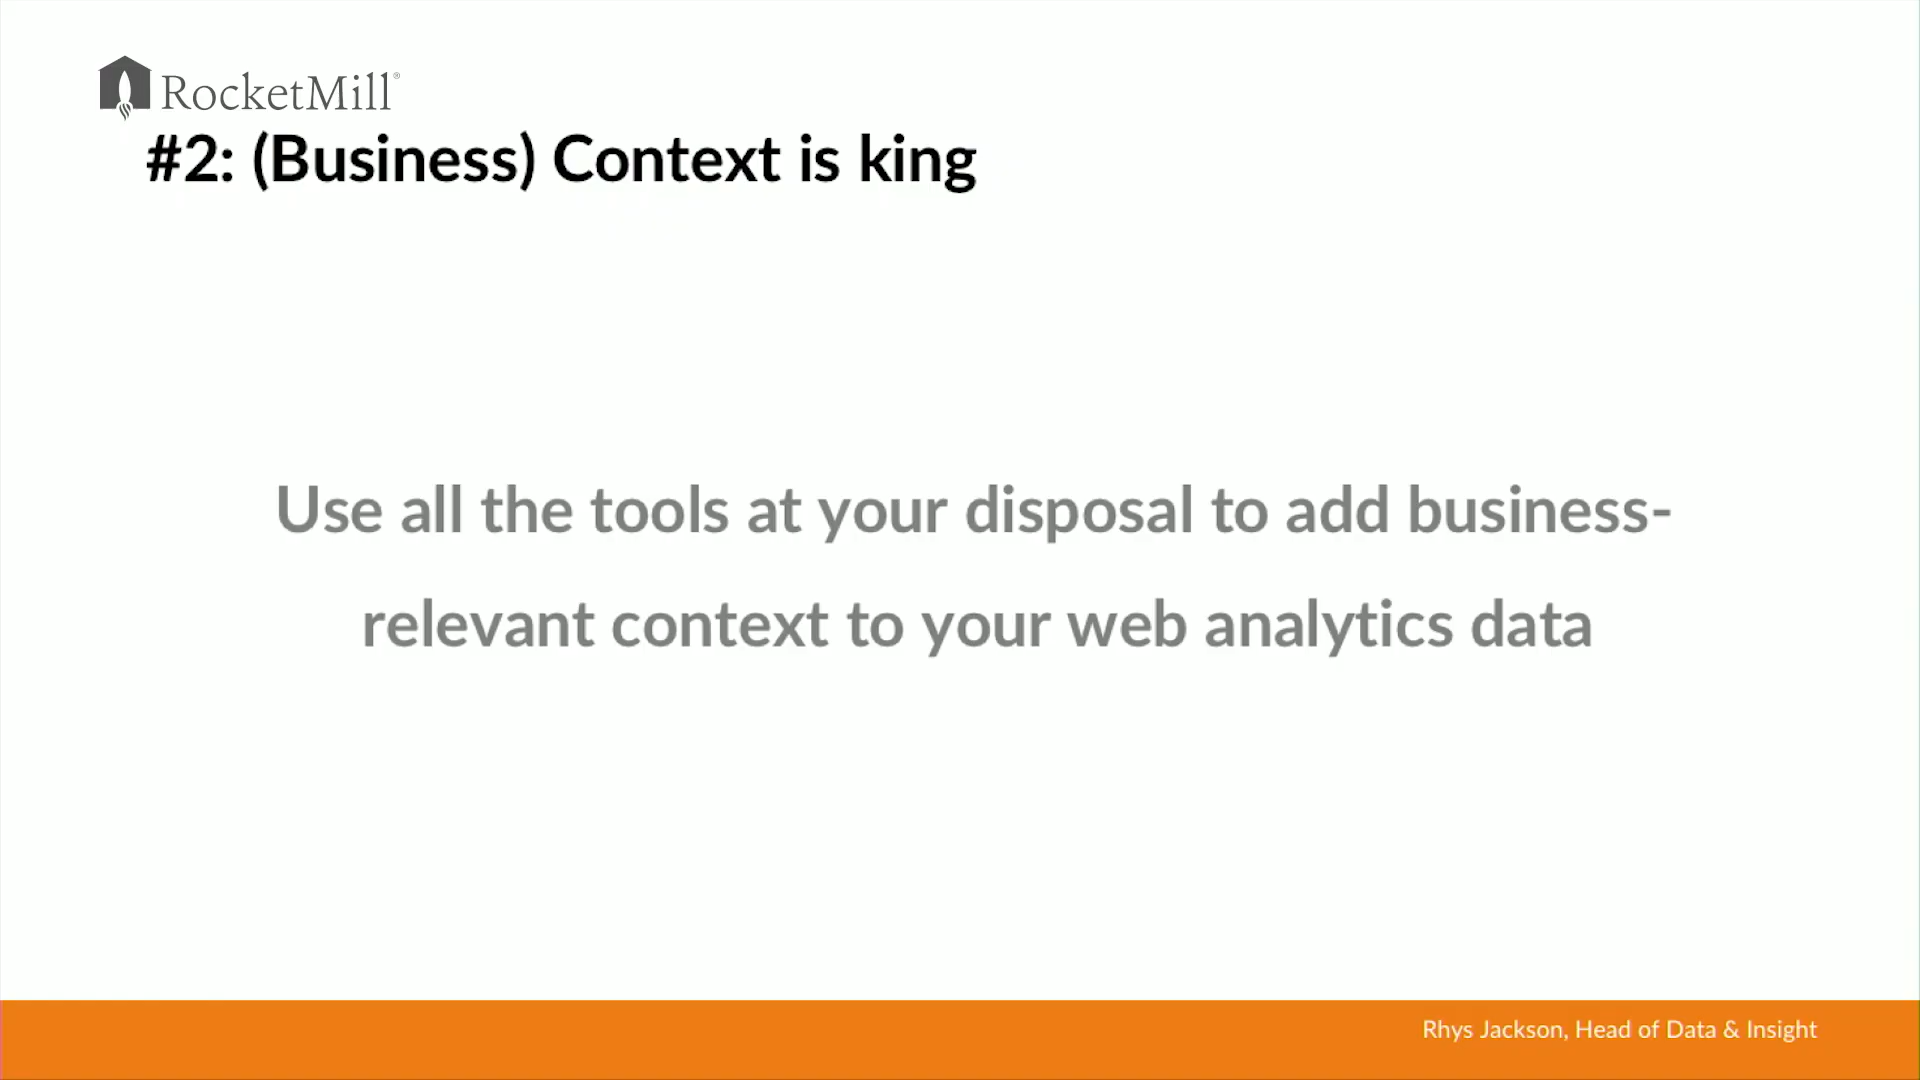 RocketMill®
#2: (Business) Context is king
Use all the tools at your disposal to add business-
relevant context to your web analytics data
Rhys Jackson, Head of Data & Insight